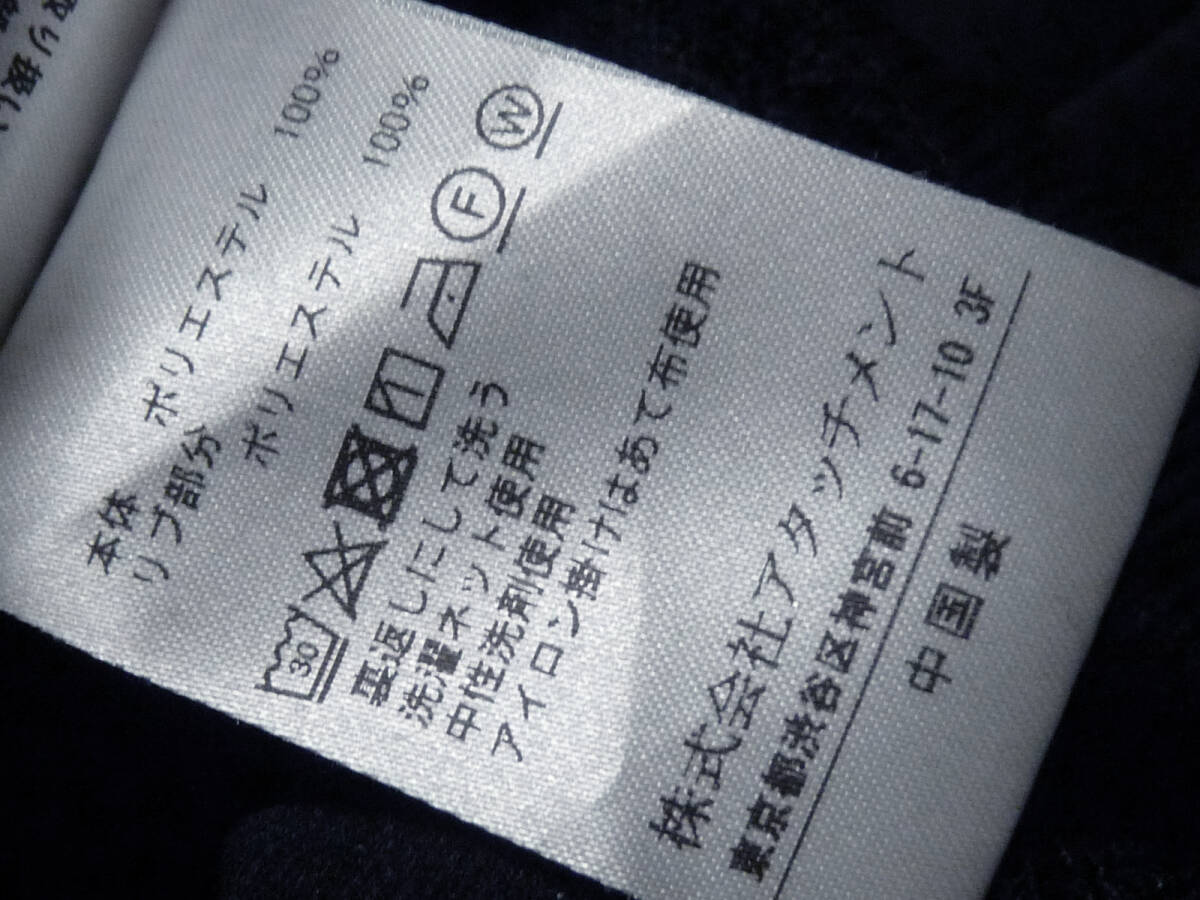 本体
ポリエステル 100%
リブ部分
ポリエステル 100%
30
F
W
裏返しにして洗う
洗濯ネット使用
中性洗剤使用
アイロン掛けはあて布使用
株式会社アタッチメント
東京都渋谷区神宮前 6-17-10 3F
中国製